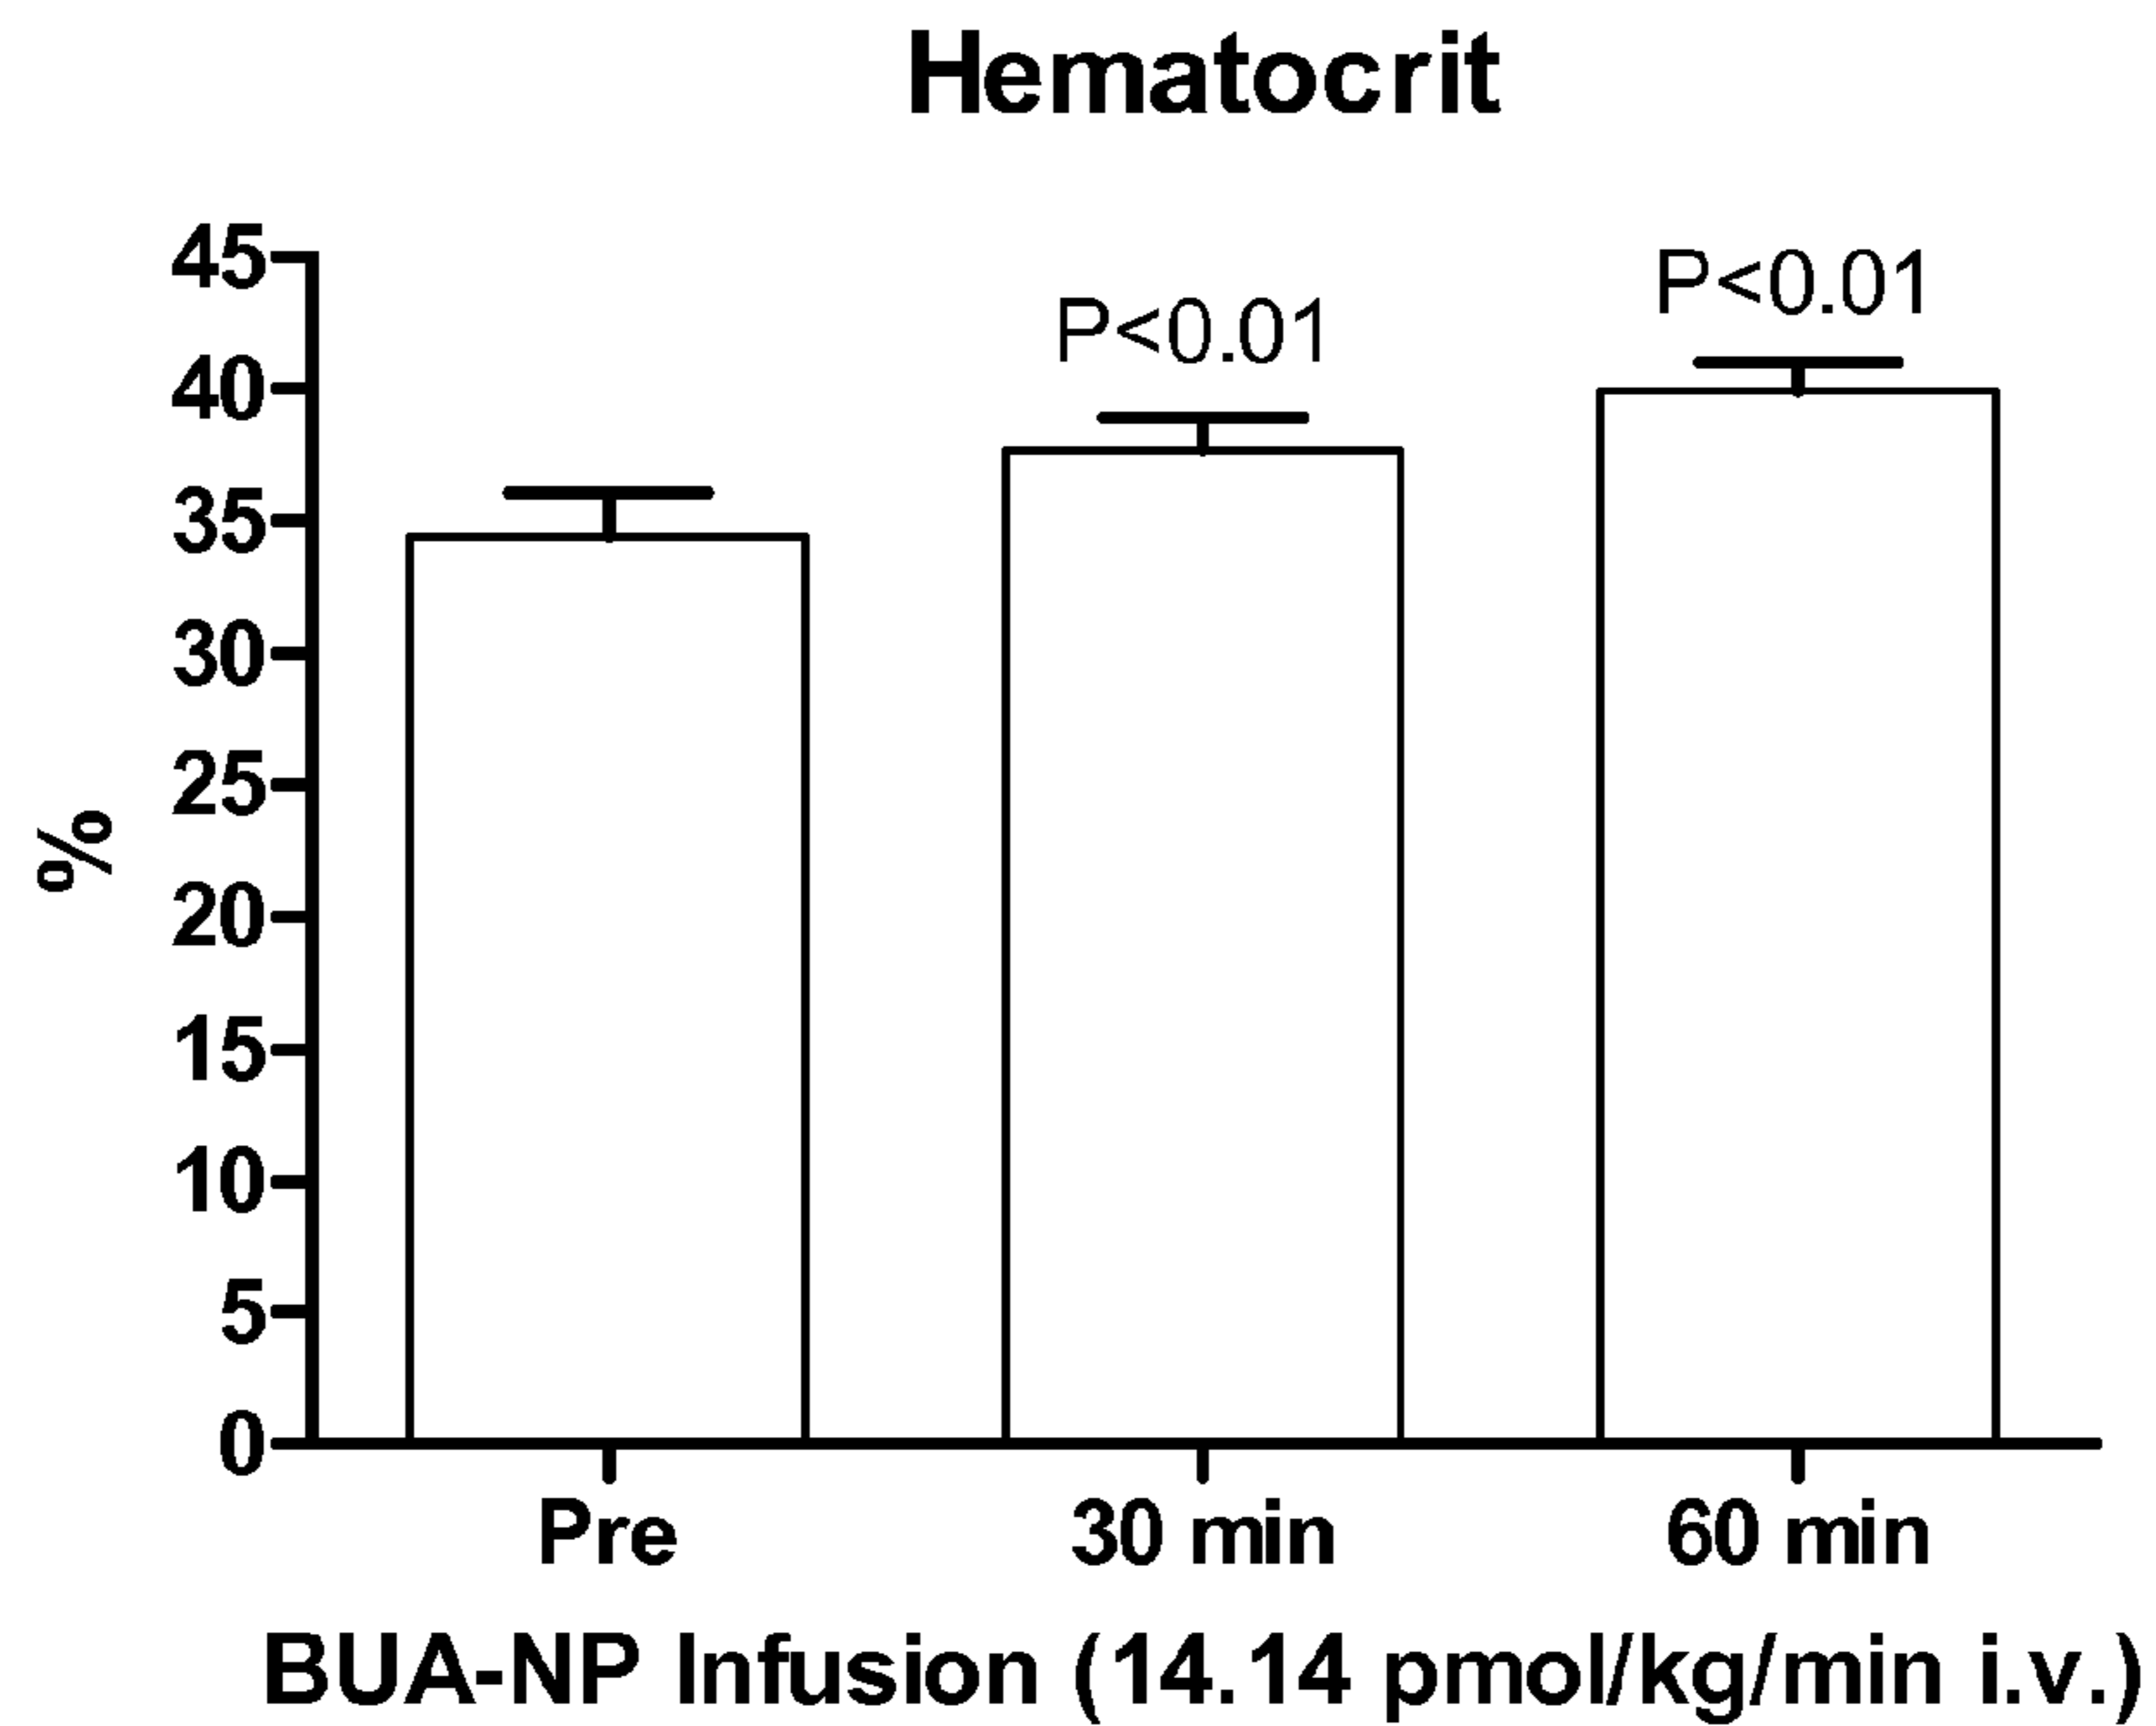 Hematocrit
45
40
35
30
25
20
15
10
5
0
%
P<0.01
P<0.01
Pre
30 min
60 min
BUA-NP Infusion (14.14 pmol/kg/min i.v.)